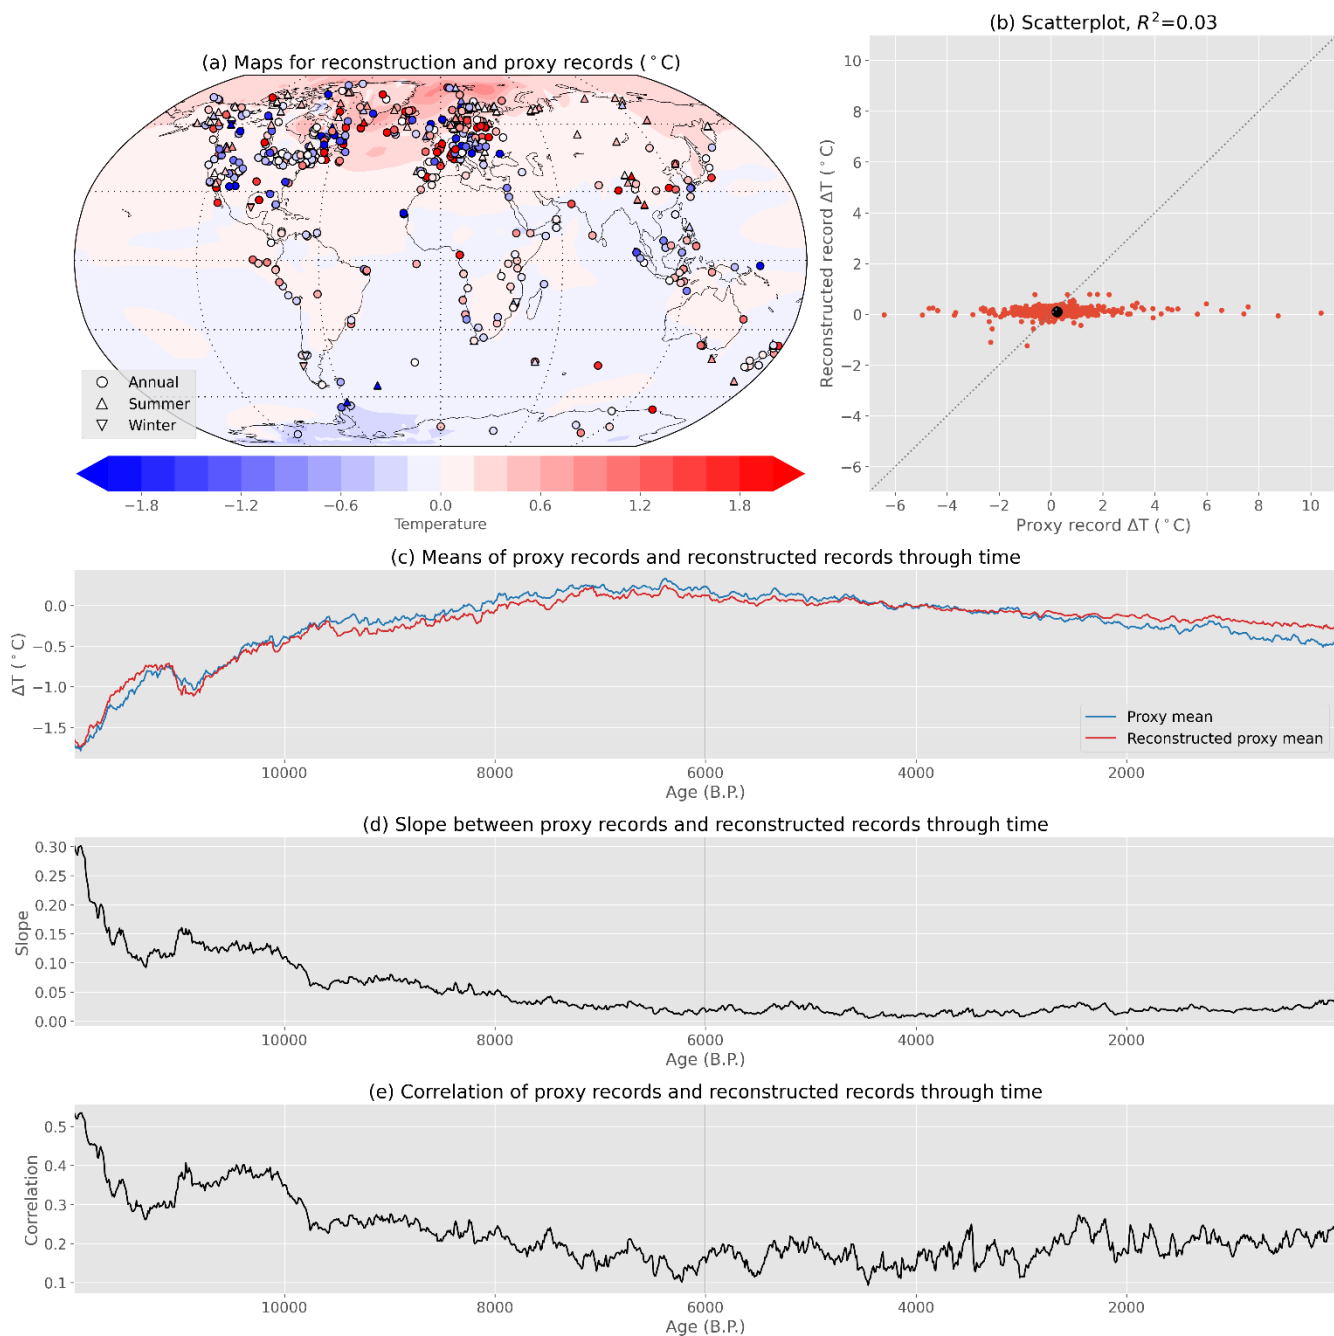 (a) Maps for reconstruction and proxy records (°C)
Annual
Summer
Winter
−1.8 −1.2 −0.6 0.0 0.6 1.2 1.8
Temperature
(b) Scatterplot, R²=0.03
10
8
6
4
2
0
−2
−4
−6
Reconstructed record ΔT (°C)
−6 −4 −2 0 2 4 6 8 10
Proxy record ΔT (°C)
(c) Means of proxy records and reconstructed records through time
0.0
−0.5
−1.0
−1.5
ΔT (°C)
Proxy mean
Reconstructed proxy mean
10000 8000 6000 4000 2000
Age (B.P.)
(d) Slope between proxy records and reconstructed records through time
0.30
0.25
0.20
0.15
0.10
0.05
0.00
Slope
10000 8000 6000 4000 2000
Age (B.P.)
(e) Correlation of proxy records and reconstructed records through time
0.5
0.4
0.3
0.2
0.1
Correlation
10000 8000 6000 4000 2000
Age (B.P.)